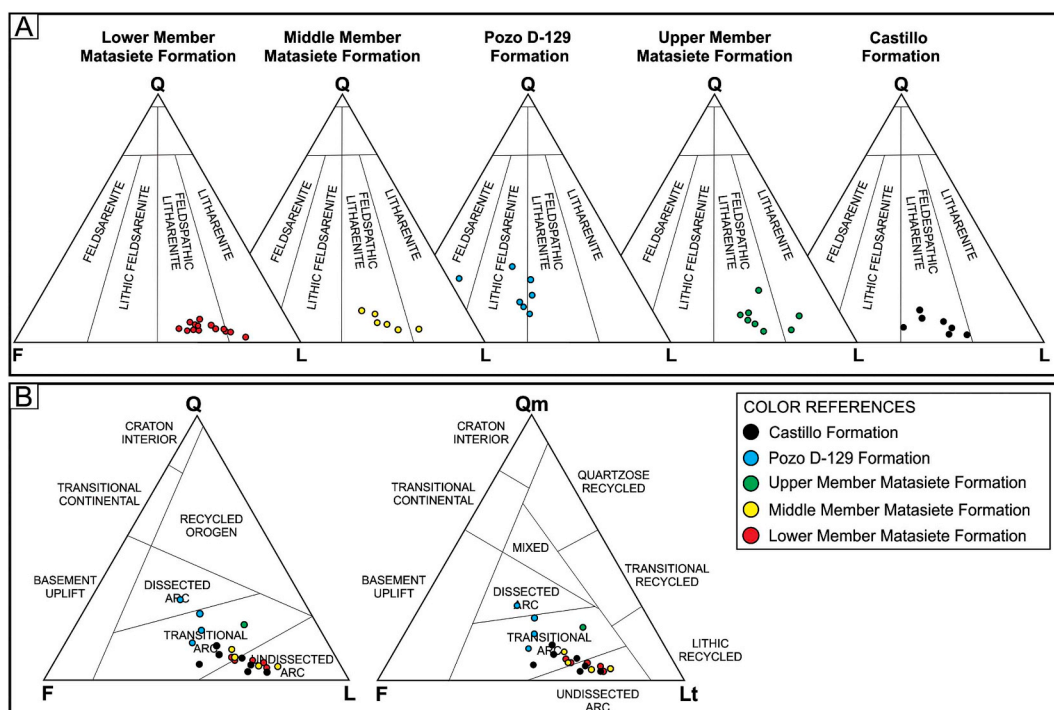 A
Lower Member
Matasiete Formation
Middle Member
Matasiete Formation
Pozo D-129
Formation
Upper Member
Matasiete Formation
Castillo
Formation
Q
Q
Q
Q
Q
FELDSARENITE
LITHIC FELDSARENITE
FELDSPATHIC
LITHARENITE
LITHARENITE
FELDSARENITE
LITHIC FELDSARENITE
FELDSPATHIC
LITHARENITE
LITHARENITE
FELDSARENITE
LITHIC FELDSARENITE
FELDSPATHIC
LITHARENITE
LITHARENITE
FELDSARENITE
LITHIC FELDSARENITE
FELDSPATHIC
LITHARENITE
LITHARENITE
FELDSARENITE
LITHIC FELDSARENITE
FELDESPATHIC
LITHARENITE
LITHARENITE
F
L
L
L
L
L
B
Q
CRATON
INTERIOR
TRANSITIONAL
CONTINENTAL
RECYCLED
OROGEN
BASEMENT
UPLIFT
DISSECTED
ARC
TRANSITIONAL
ARC
UNDISSECTED
ARC
F
L
Qm
CRATON
INTERIOR
QUARTZOSE
RECYCLED
TRANSITIONAL
CONTINENTAL
MIXED
BASEMENT
UPLIFT
TRANSITIONAL
RECYCLED
DISSECTED
ARC
TRANSITIONAL
ARC
LITHIC
RECYCLED
F
Lt
UNDISSECTED
ARC
COLOR REFERENCES
Castillo Formation
Pozo D-129 Formation
Upper Member Matasiete Formation
Middle Member Matasiete Formation
Lower Member Matasiete Formation